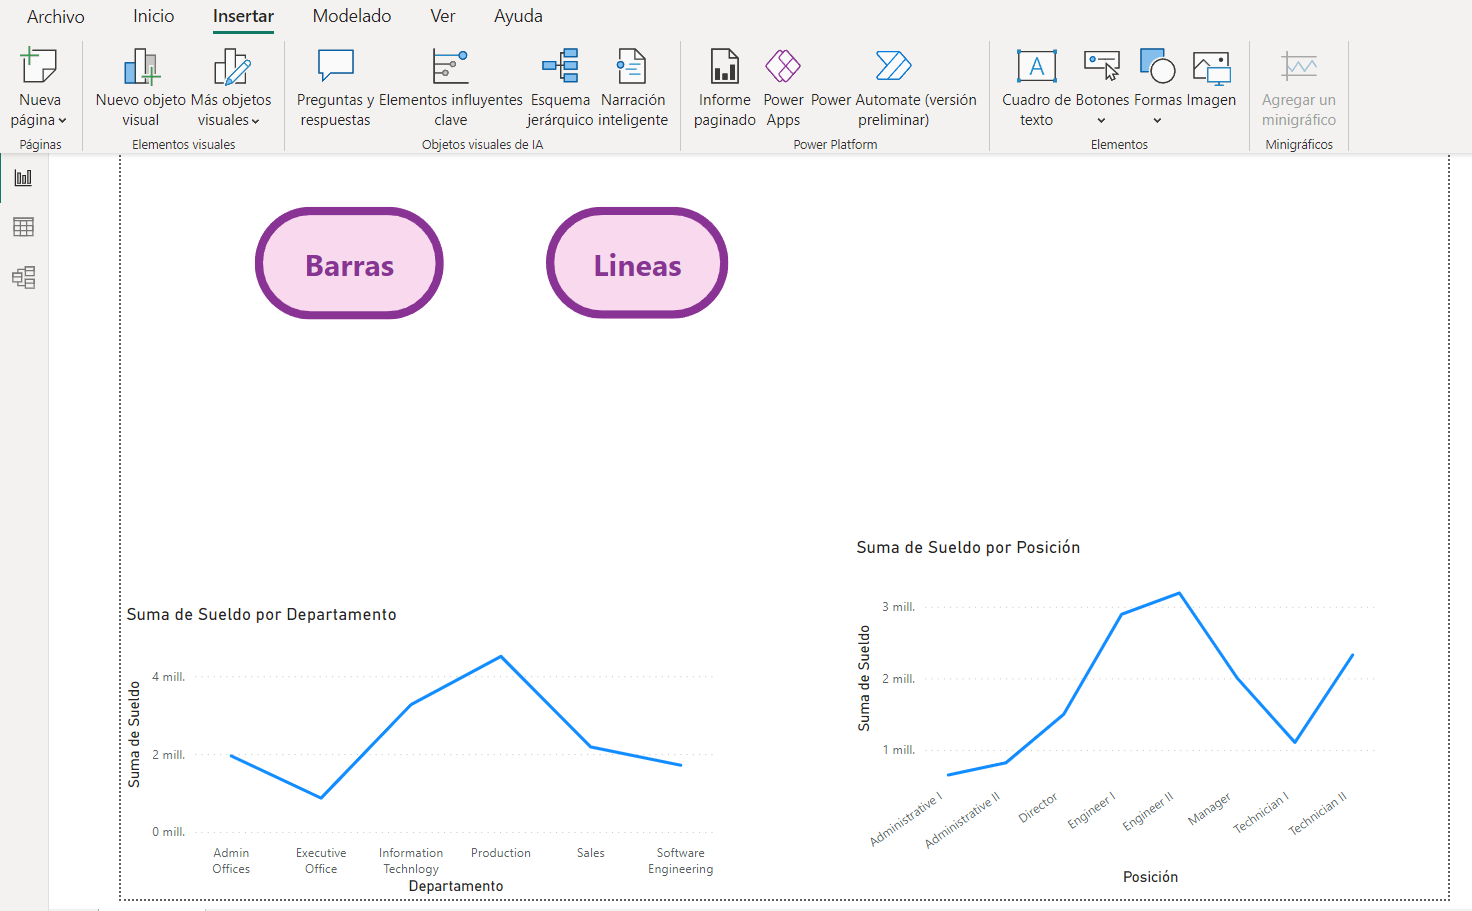 Archivo
Inicio
Insertar
Modelado
Ver
Ayuda
Nueva
página
Páginas
Nuevo objeto
visual
Más objetos
visuales
Elementos visuales
Preguntas y
respuestas
Elementos influyentes
clave
Esquema
jerárquico
Narración
inteligente
Objetos visuales de IA
Informe
paginado
Power
Apps
Power Automate (versión
preliminar)
Power Platform
A
Cuadro de
texto
Botones
Formas
Imagen
Elementos
Agregar un
minigráfico
Minigráficos
Barras
Lineas
Suma de Sueldo por Departamento
Suma de Sueldo
4 mill.
2 mill.
0 mill.
Admin
Offices
Executive
Office
Information
Technlogy
Production
Sales
Software
Engineering
Departamento
Suma de Sueldo por Posición
Suma de Sueldo
3 mill.
2 mill.
1 mill.
Administrative I
Administrative II
Director
Engineer I
Engineer II
Manager
Technician I
Technician II
Posición